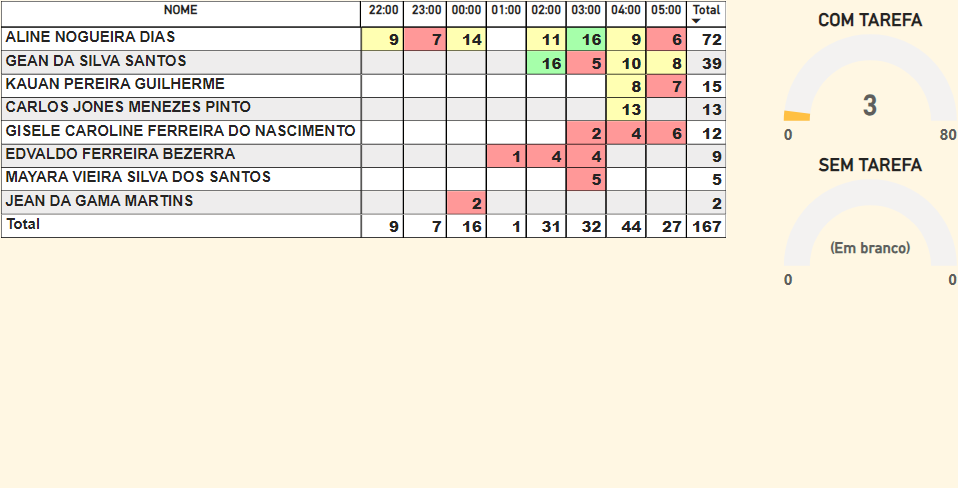 NOME 22:00 23:00 00:00 01:00 02:00 03:00 04:00 05:00 Total
ALINE NOGUEIRA DIAS 9 7 14 11 16 9 6 72
GEAN DA SILVA SANTOS 16 5 10 8 39
KAUAN PEREIRA GUILHERME 8 7 15
CARLOS JONES MENEZES PINTO 13 13
GISELE CAROLINE FERREIRA DO NASCIMENTO 2 4 6 12
EDVALDO FERREIRA BEZERRA 1 4 4 9
MAYARA VIEIRA SILVA DOS SANTOS 5 5
JEAN DA GAMA MARTINS 2 2
Total 9 7 16 1 31 32 44 27 167
COM TAREFA
3
0 80
SEM TAREFA
(Em branco)
0 0